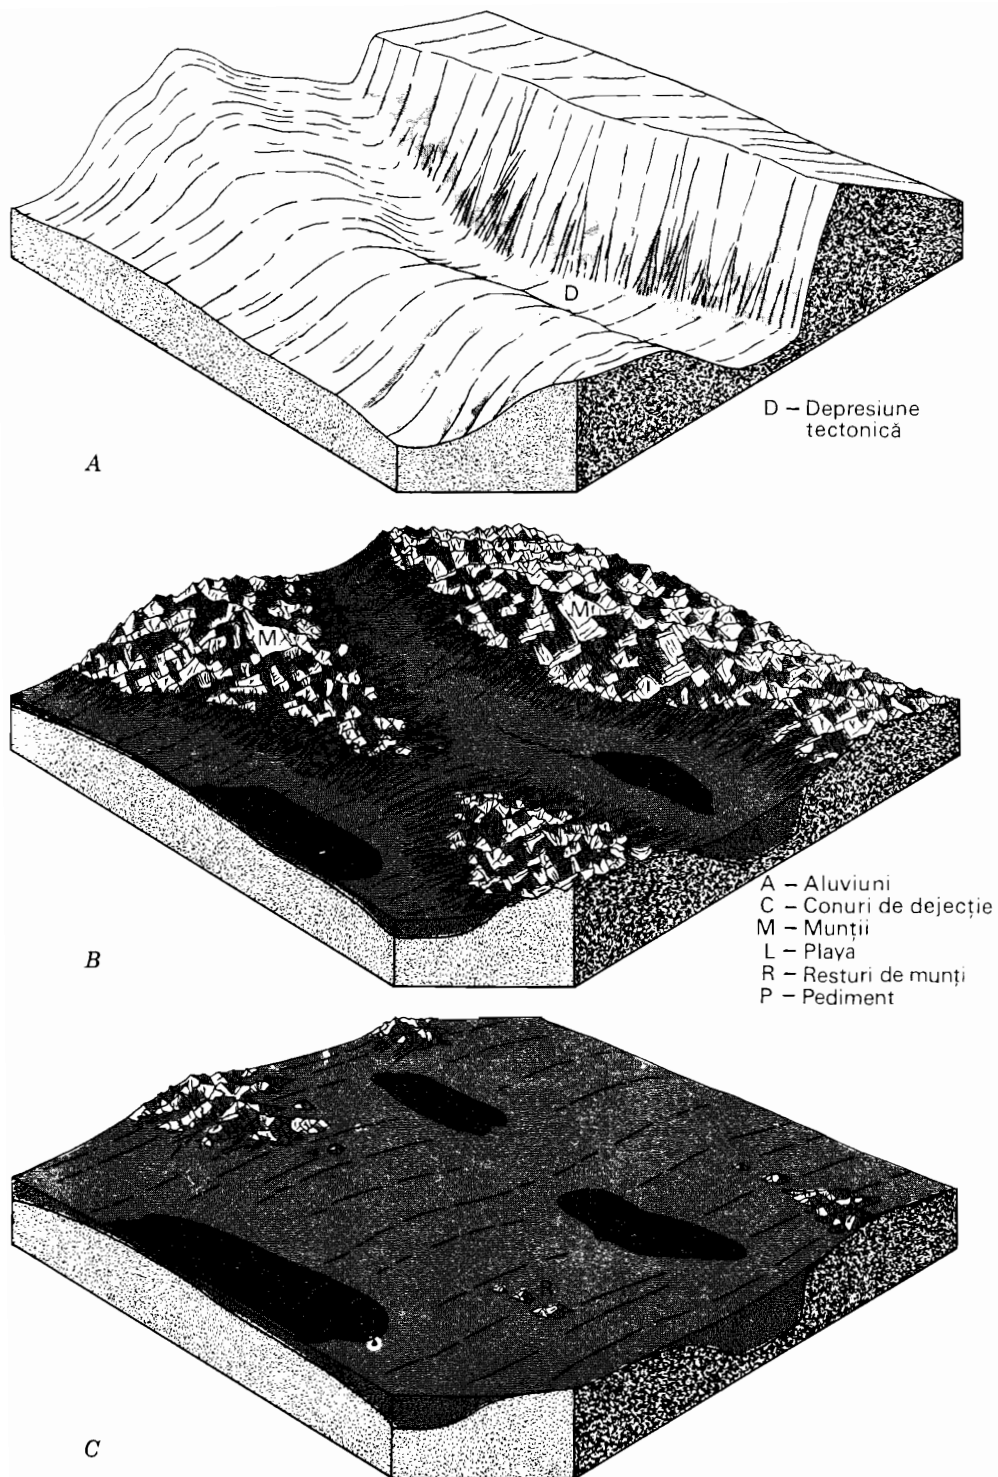 D
D – Depresiune
tectonică
A
M
M
A – Aluviuni
C – Conuri de dejecție
M – Munții
L – Playa
R – Resturi de munți
P – Pediment
B
C